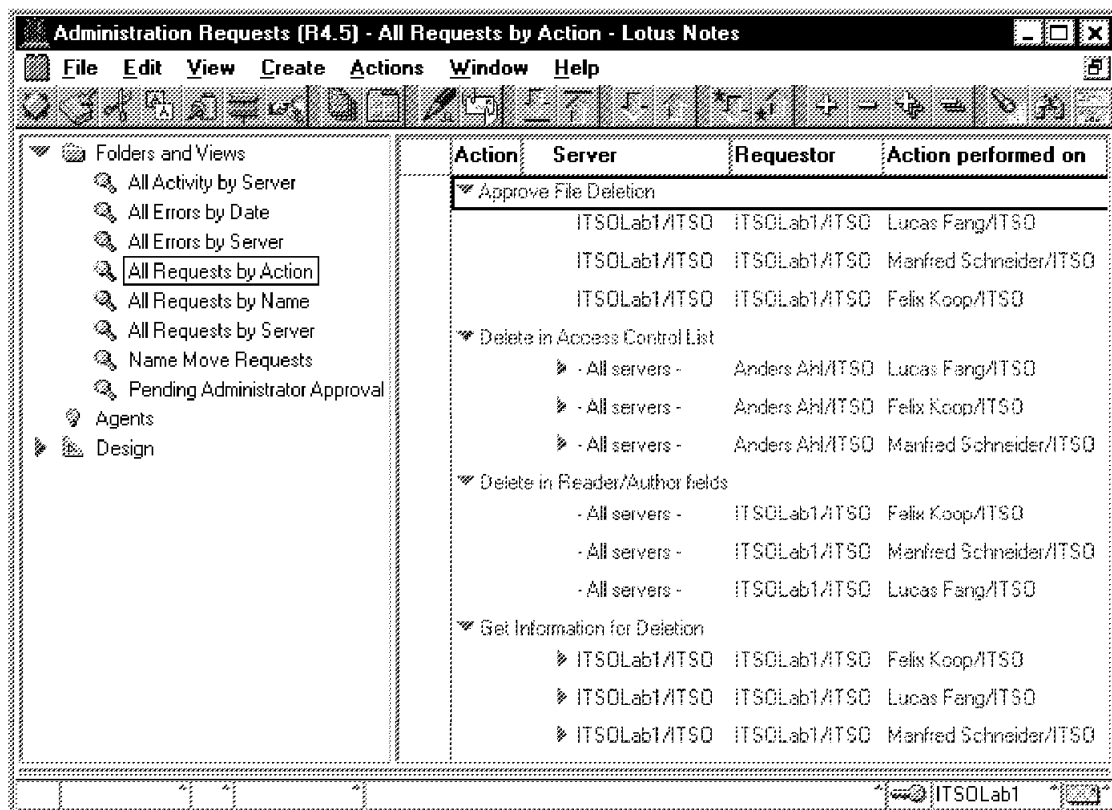 Administration Requests (R4.5) - All Requests by Action - Lotus Notes
File Edit View Create Actions Window Help
Folders and Views
All Activity by Server
All Errors by Date
All Errors by Server
All Requests by Action
All Requests by Name
All Requests by Server
Name Move Requests
Pending Administrator Approval
Agents
Design
Action Server Requestor Action performed on
Approve File Deletion
ITSOLab1/ITSO ITSOLab1/ITSO Lucas Fang/ITSO
ITSOLab1/ITSO ITSOLab1/ITSO Manfred Schneider/ITSO
ITSOLab1/ITSO ITSOLab1/ITSO Felix Koop/ITSO
Delete in Access Control List
- All servers - Anders Ahl/ITSO Lucas Fang/ITSO
- All servers - Anders Ahl/ITSO Felix Koop/ITSO
- All servers - Anders Ahl/ITSO Manfred Schneider/ITSO
Delete in Reader/Author fields
- All servers - ITSOLab1/ITSO Felix Koop/ITSO
- All servers - ITSOLab1/ITSO Manfred Schneider/ITSO
- All servers - ITSOLab1/ITSO Lucas Fang/ITSO
Get Information for Deletion
ITSOLab1/ITSO ITSOLab1/ITSO Felix Koop/ITSO
ITSOLab1/ITSO ITSOLab1/ITSO Lucas Fang/ITSO
ITSOLab1/ITSO ITSOLab1/ITSO Manfred Schneider/ITSO
ITSOLab1